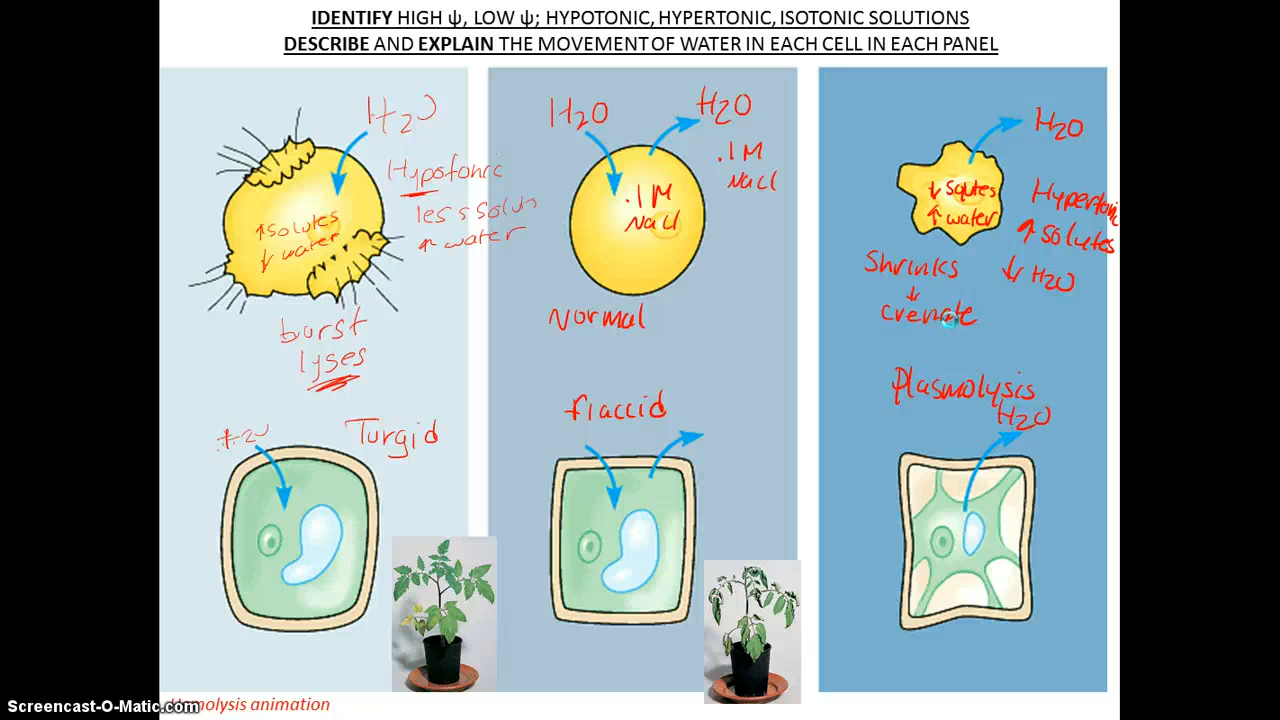 IDENTIFY HIGH ψ, LOW ψ; HYPOTONIC, HYPERTONIC, ISOTONIC SOLUTIONS
DESCRIBE AND EXPLAIN THE MOVEMENT OF WATER IN EACH CELL IN EACH PANEL
H2O
Hypotonic
less solut
↑ water
↑ solutes
↓ water
burst
lyses
H2O
H2O
.1M
NaCl
.1M
NaCl
Normal
H2O
↓ Solutes
↑ water
Hypertonic
↑ solutes
↓ H2O
Shrinks
↓
crenate
H2O
Turgid
flaccid
Plasmolysis
H2O
Screencast-O-Matic.com
molysis animation